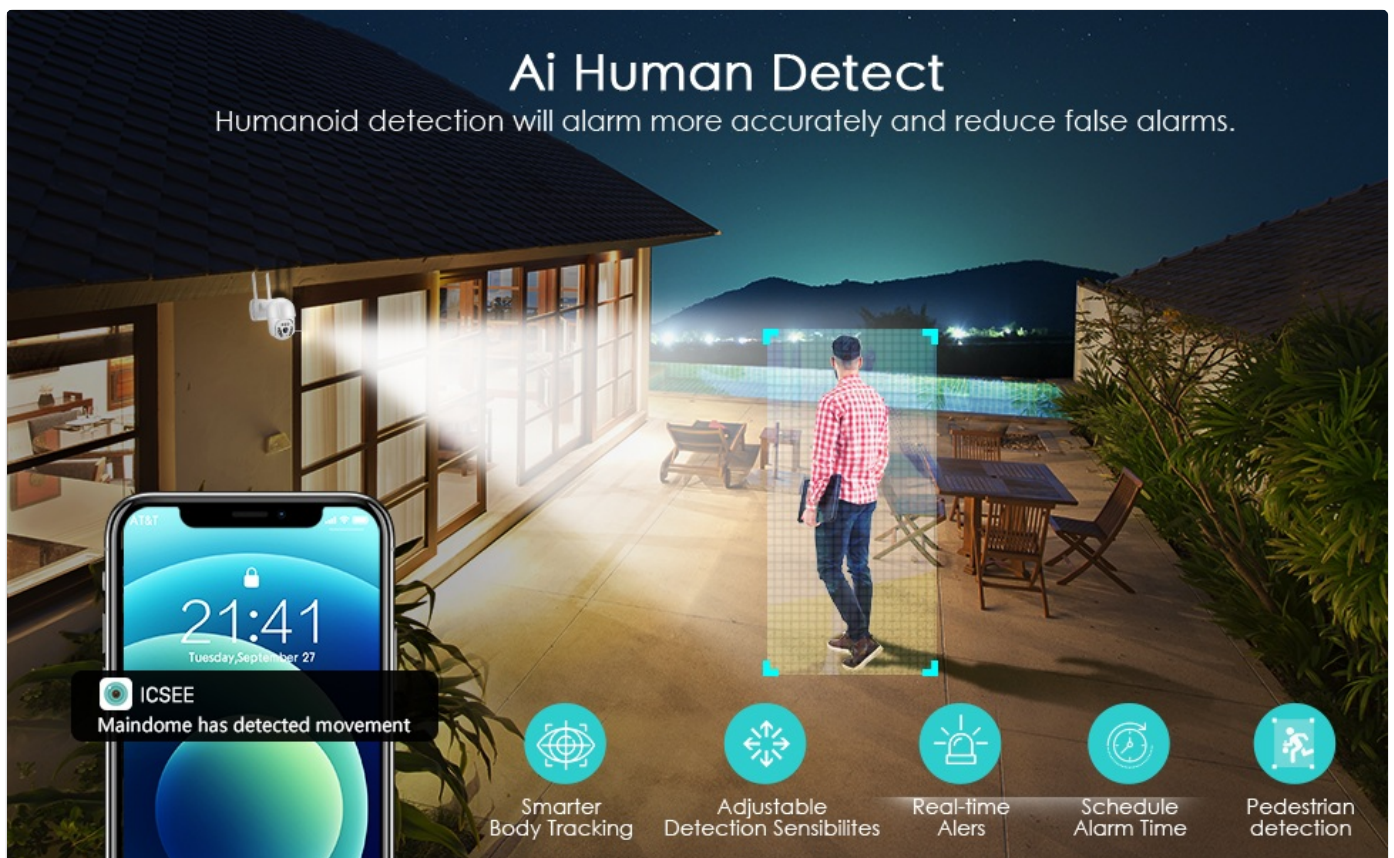 Ai Human Detect
Humanoid detection will alarm more accurately and reduce false alarms.
AT&T
21:41
Tuesday,September 27
ICSEE
Maindome has detected movement
Smarter
Body Tracking
Adjustable
Detection Sensibilites
Real-time
Alers
Schedule
Alarm Time
Pedestrian
detection